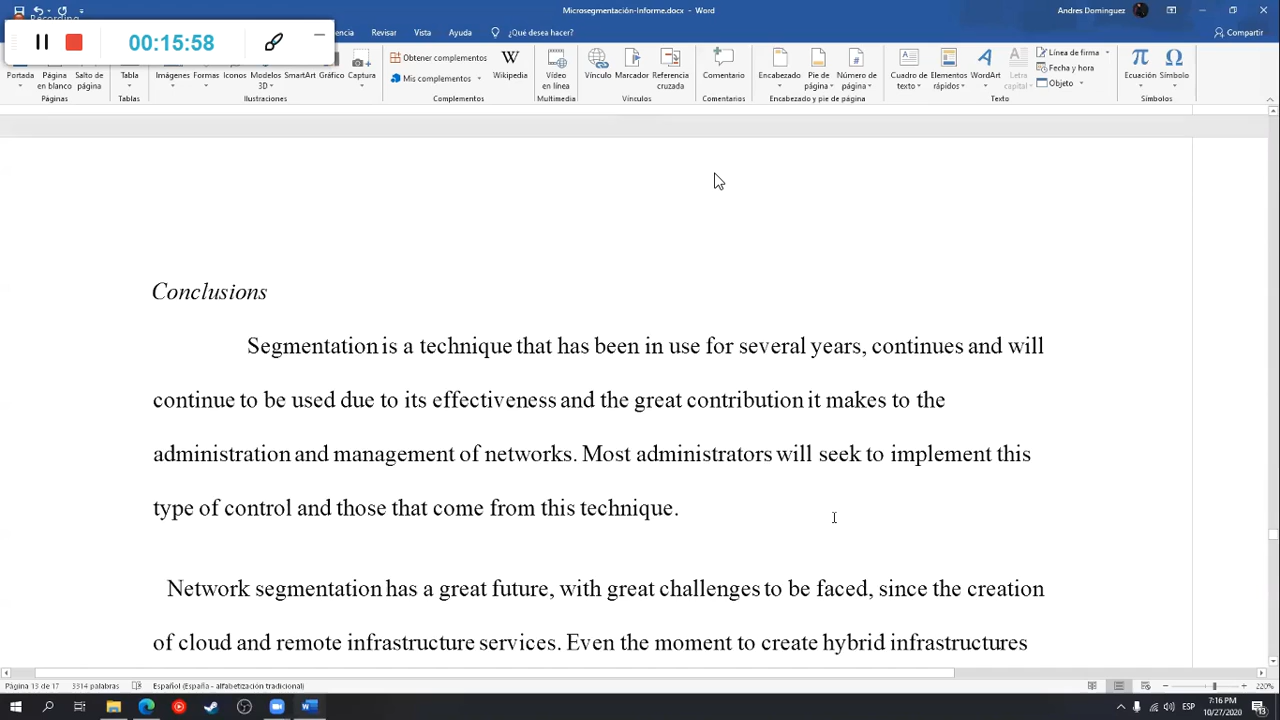 Recording
Microsegmentación-Informe.docx - Word
Andres Dominguez
00:15:58
encia Revisar Vista Ayuda ¿Qué desea hacer?
Compartir
Portada
Página en blanco
Salto de página
Páginas
Tabla
Tablas
Imágenes
Formas
Iconos
Modelos 3D
SmartArt
Gráfico
Captura
Ilustraciones
Obtener complementos
Mis complementos
Wikipedia
Complementos
Vídeo en línea
Multimedia
Vínculo
Marcador
Referencia cruzada
Vínculos
Comentario
Comentarios
Encabezado
Pie de página
Número de página
Encabezado y pie de página
Cuadro de texto
Elementos rápidos
WordArt
Letra capital
Línea de firma
Fecha y hora
Objeto
Texto
Ecuación
Símbolo
Símbolos
Conclusions
Segmentation is a technique that has been in use for several years, continues and will
continue to be used due to its effectiveness and the great contribution it makes to the
administration and management of networks. Most administrators will seek to implement this
type of control and those that come from this technique.
Network segmentation has a great future, with great challenges to be faced, since the creation
of cloud and remote infrastructure services. Even the moment to create hybrid infrastructures
Página 13 de 17 3314 palabras Español (España - alfabetización tradicional) 220%
ESP
7:16 PM
10/27/2020
13